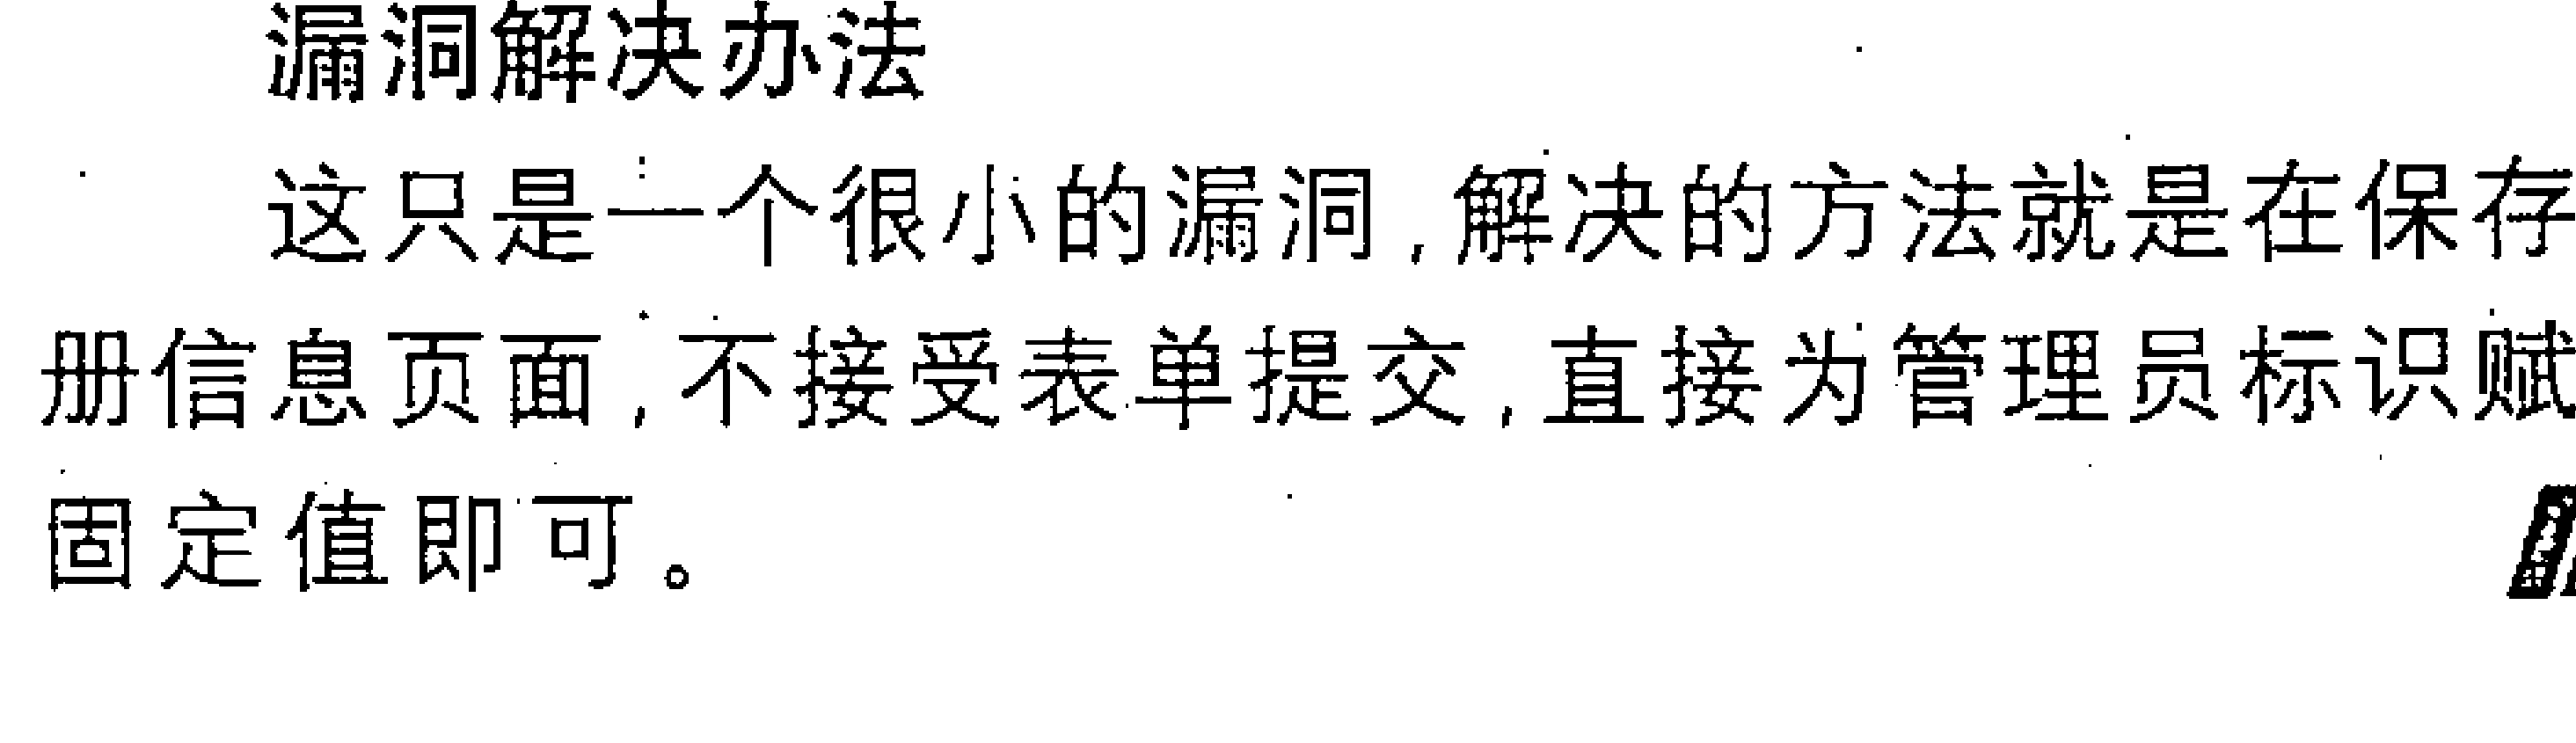 漏洞解决办法
这只是一个很小的漏洞,解决的方法就是在保存
册信息页面,不接受表单提交,直接为管理员标识赋
固定值即可。